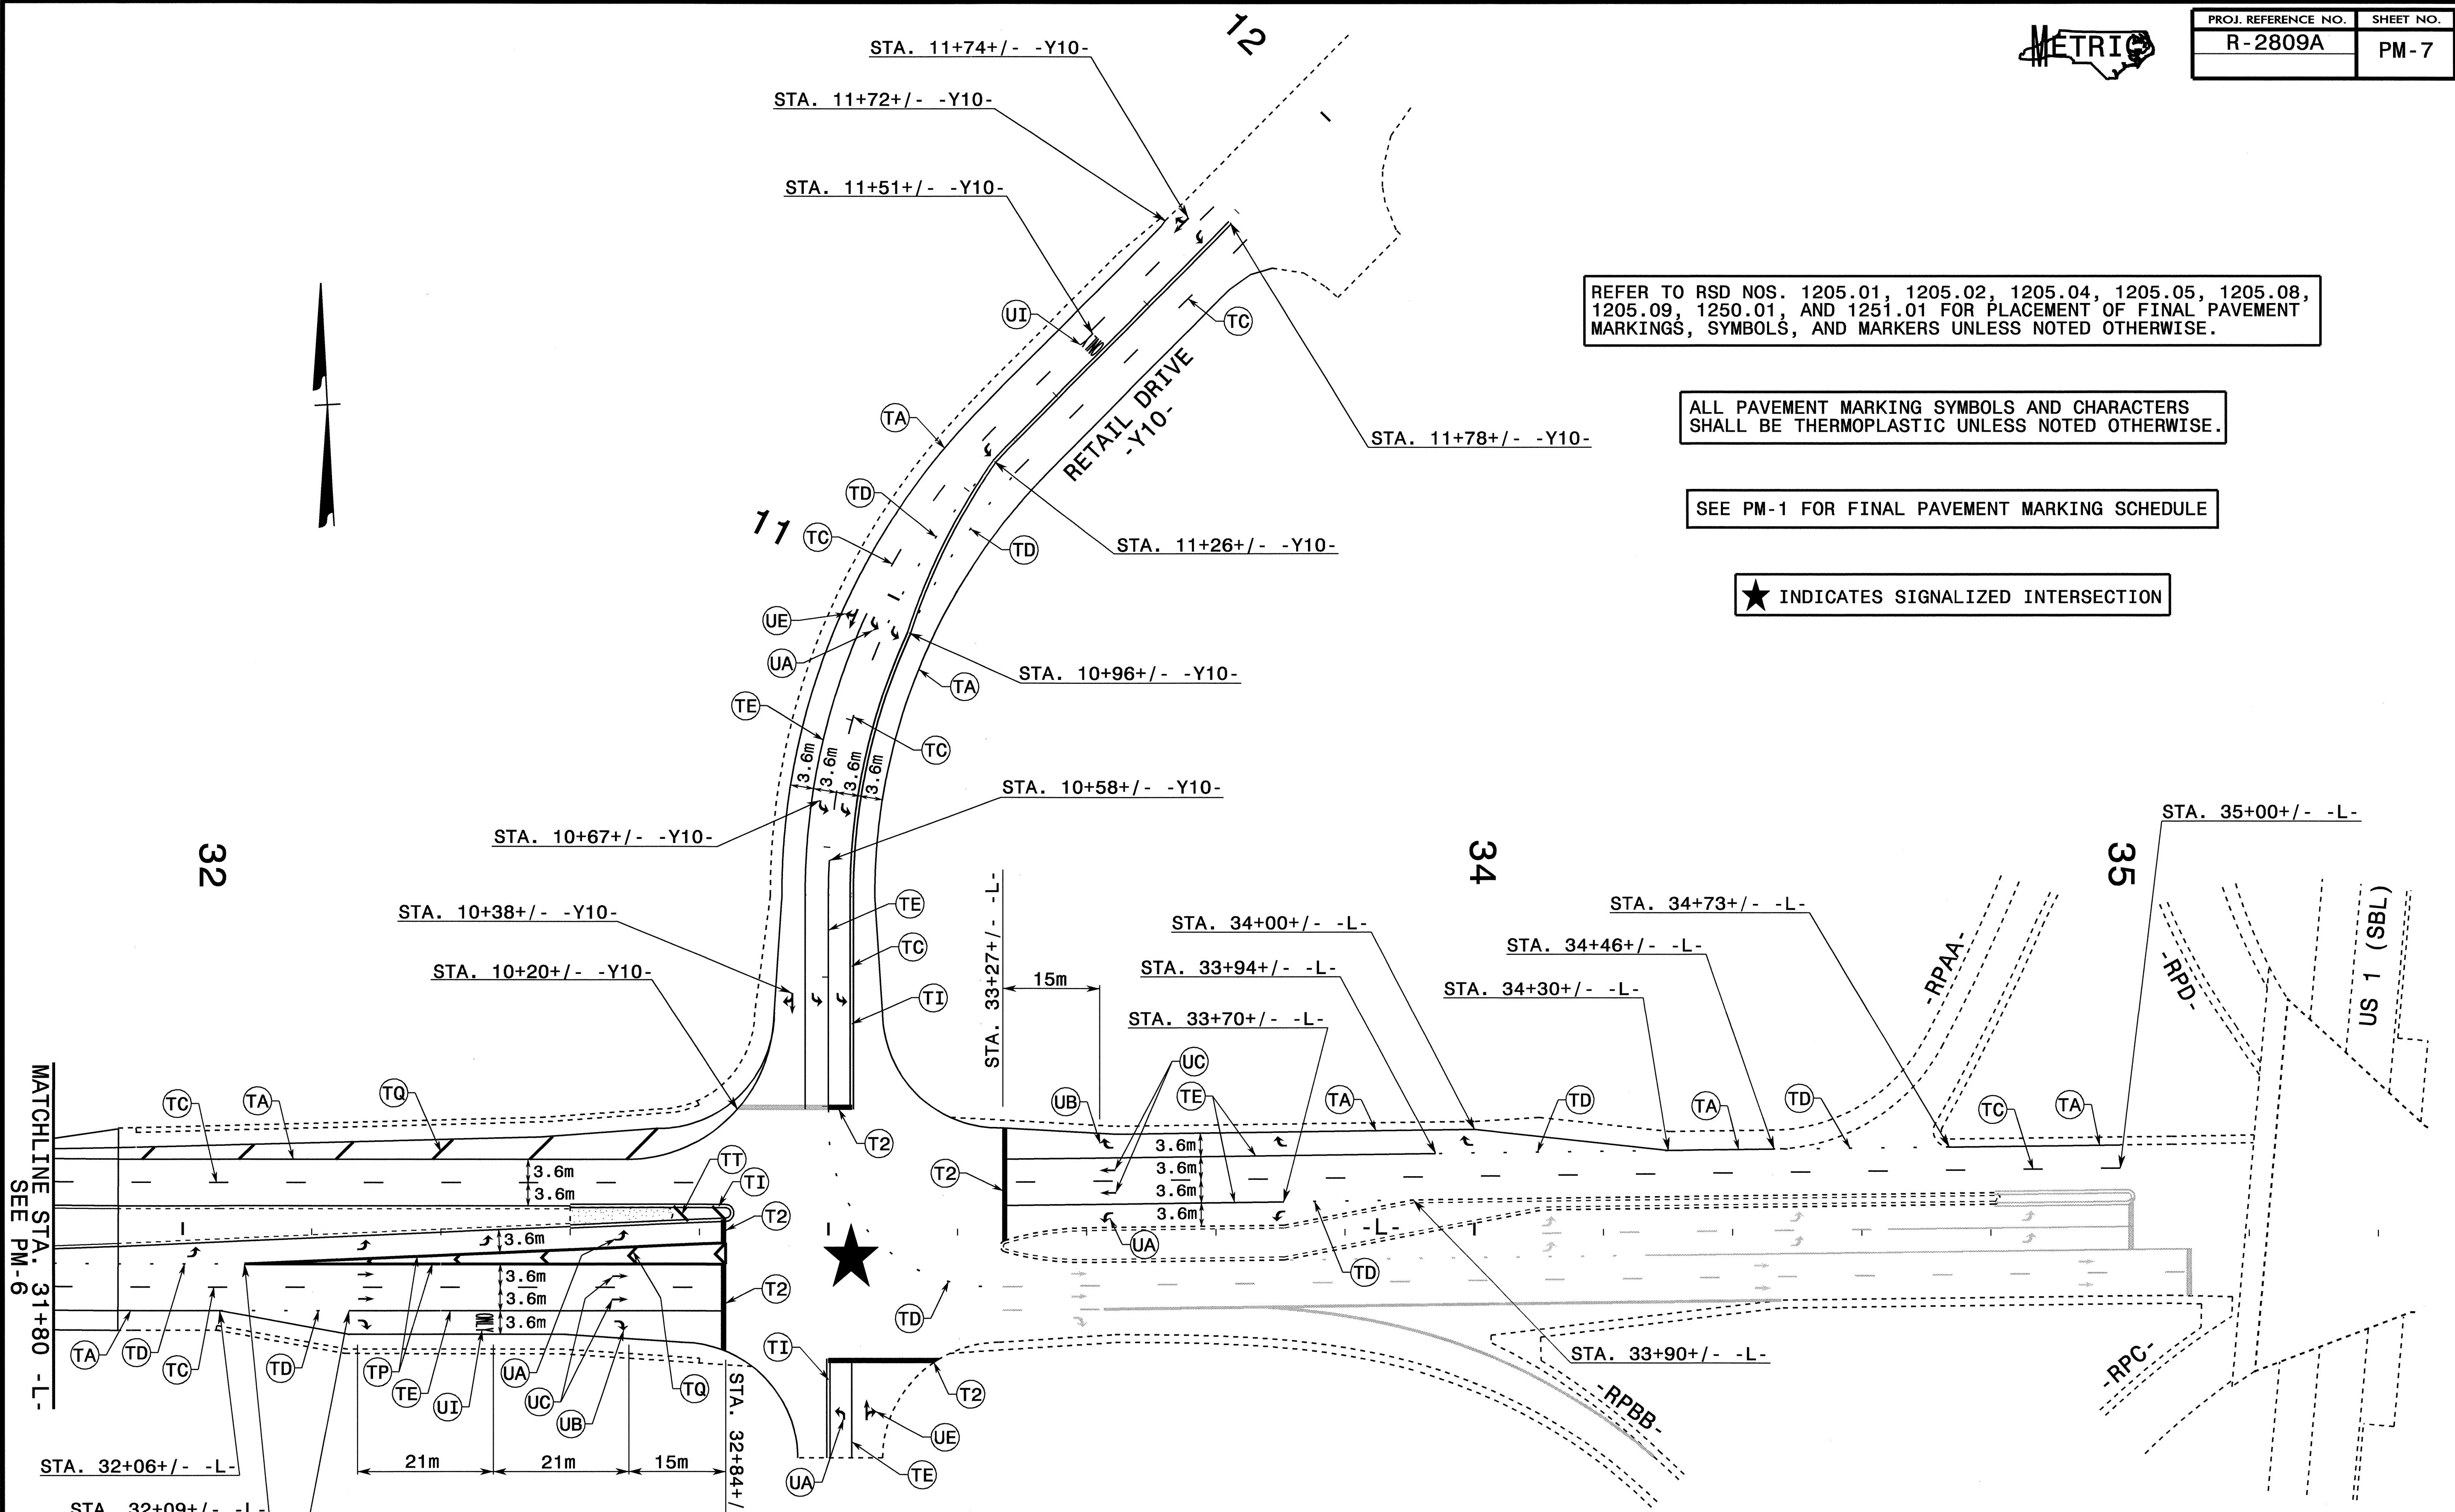 METRIC
PROJ. REFERENCE NO.
SHEET NO.
R-2809A
PM-7
12
STA. 11+74+/- -Y10-
STA. 11+72+/- -Y10-
STA. 11+51+/- -Y10-
UI
TC
REFER TO RSD NOS. 1205.01, 1205.02, 1205.04, 1205.05, 1205.08,
1205.09, 1250.01, AND 1251.01 FOR PLACEMENT OF FINAL PAVEMENT
MARKINGS, SYMBOLS, AND MARKERS UNLESS NOTED OTHERWISE.
ALL PAVEMENT MARKING SYMBOLS AND CHARACTERS
SHALL BE THERMOPLASTIC UNLESS NOTED OTHERWISE.
SEE PM-1 FOR FINAL PAVEMENT MARKING SCHEDULE
INDICATES SIGNALIZED INTERSECTION
RETAIL DRIVE
-Y10-
TA
STA. 11+78+/- -Y10-
TD
11
TC
TD
STA. 11+26+/- -Y10-
UE
UA
STA. 10+96+/- -Y10-
TA
TE
TC
3.6m
3.6m
3.6m
3.6m
STA. 10+58+/- -Y10-
STA. 10+67+/- -Y10-
STA. 35+00+/- -L-
32
34
35
TE
STA. 10+38+/- -Y10-
TC
STA. 10+20+/- -Y10-
TI
STA. 33+27+/- -L-
15m
STA. 34+00+/- -L-
STA. 33+94+/- -L-
STA. 33+70+/- -L-
STA. 34+73+/- -L-
STA. 34+46+/- -L-
STA. 34+30+/- -L-
-RPAA-
-RPD-
US 1 (SBL)
MATCHLINE STA. 31+80 -L-
SEE PM-6
TC
TA
TQ
T2
UB
UC
TE
TA
TD
TA
TD
TC
TA
3.6m
3.6m
TT
TI
T2
T2
3.6m
3.6m
3.6m
3.6m
UA
-L-
TD
3.6m
3.6m
3.6m
3.6m
ONLY
T2
TD
TA
TD
TC
TD
TP
TE
UI
UA
UC
UB
TQ
TI
T2
UE
UA
TE
STA. 33+90+/- -L-
-RPBB-
-RPC-
21m
21m
15m
STA. 32+84+/
STA. 32+06+/- -L-
STA. 32+09+/- -L-